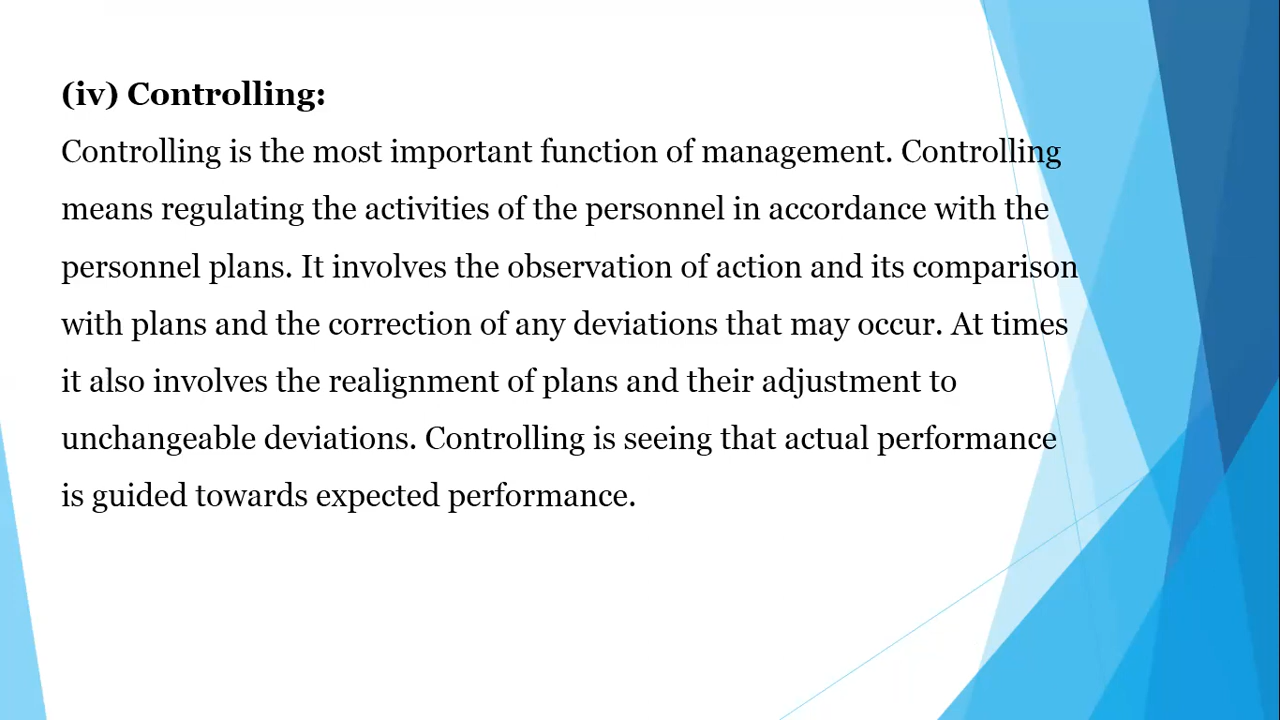 (iv) Controlling:
Controlling is the most important function of management. Controlling
means regulating the activities of the personnel in accordance with the
personnel plans. It involves the observation of action and its comparison
with plans and the correction of any deviations that may occur. At times
it also involves the realignment of plans and their adjustment to
unchangeable deviations. Controlling is seeing that actual performance
is guided towards expected performance.